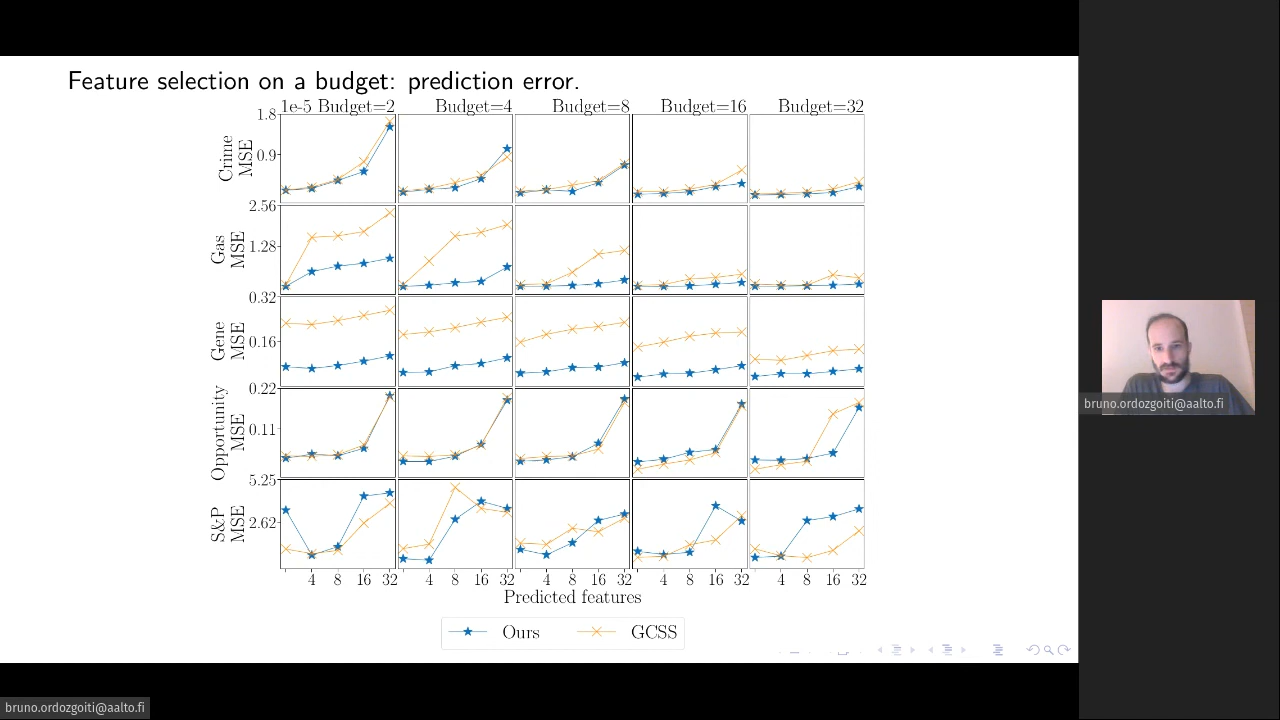 Feature selection on a budget: prediction error.
1e-5 Budget=2 Budget=4 Budget=8 Budget=16 Budget=32
Crime
MSE
1.8
0.9
Gas
MSE
2.56
1.28
Gene
MSE
0.32
0.16
Opportunity
MSE
0.22
0.11
S&P
MSE
5.25
2.62
4 8 16 32 4 8 16 32 4 8 16 32 4 8 16 32 4 8 16 32
Predicted features
Ours GCSS
bruno.ordozgoiti@aalto.fi
bruno.ordozgoiti@aalto.fi